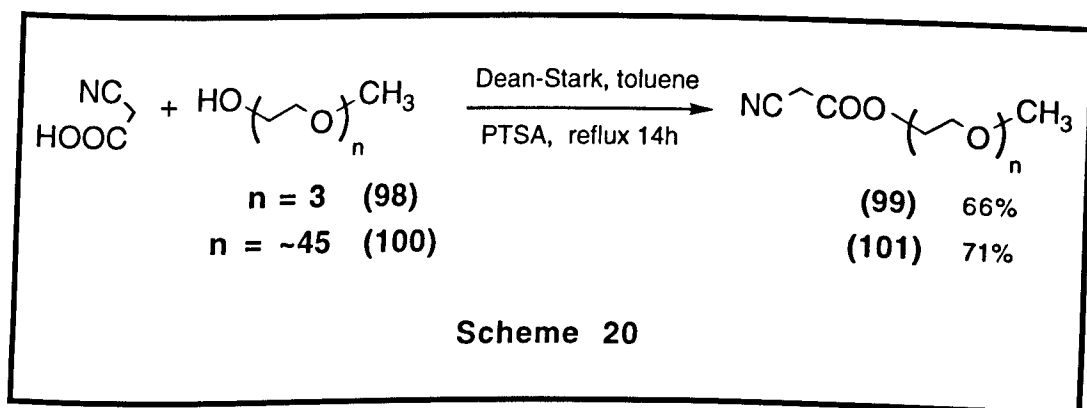 NC
HOOC
+
HO ( O ) n CH3
Dean-Stark, toluene
PTSA, reflux 14h
NC COO ( O ) n CH3
n = 3 (98)
n = ~45 (100)
(99) 66%
(101) 71%
Scheme 20